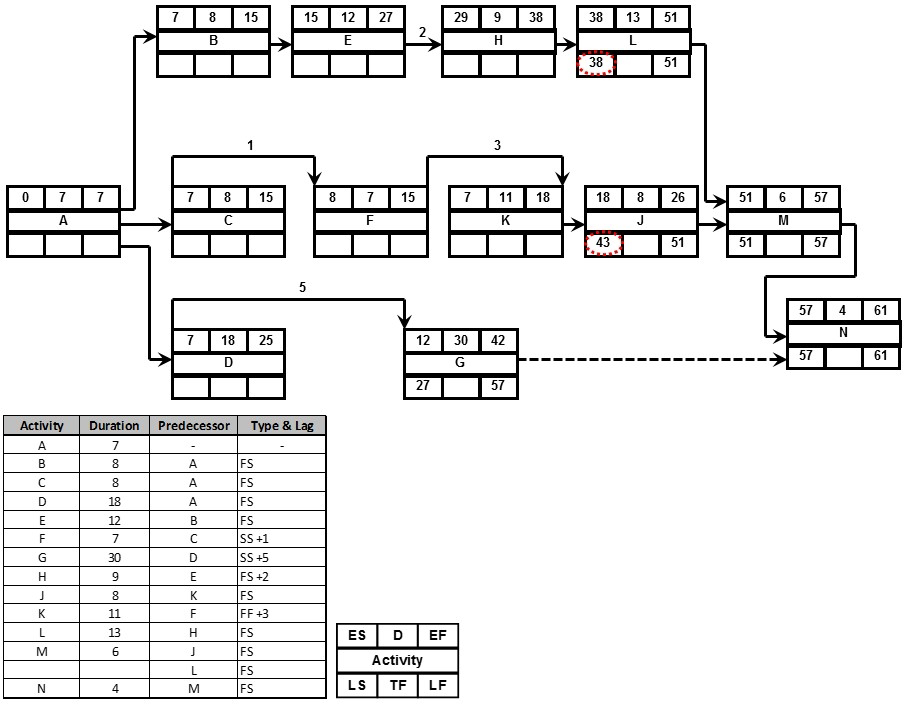 7 8 15
B
15 12 27
E
2
29 9 38
H
38 13 51
L
38 51
1
3
0 7 7
A
7 8 15
C
8 7 15
F
7 11 18
K
18 8 26
J
43 51
51 6 57
M
51 57
5
7 18 25
D
12 30 42
G
27 57
57 4 61
N
57 61
Activity Duration Predecessor Type & Lag
A 7 - -
B 8 A FS
C 8 A FS
D 18 A FS
E 12 B FS
F 7 C SS +1
G 30 D SS +5
H 9 E FS +2
J 8 K FS
K 11 F FF +3
L 13 H FS
M 6 J FS
L FS
N 4 M FS
ES D EF
Activity
LS TF LF